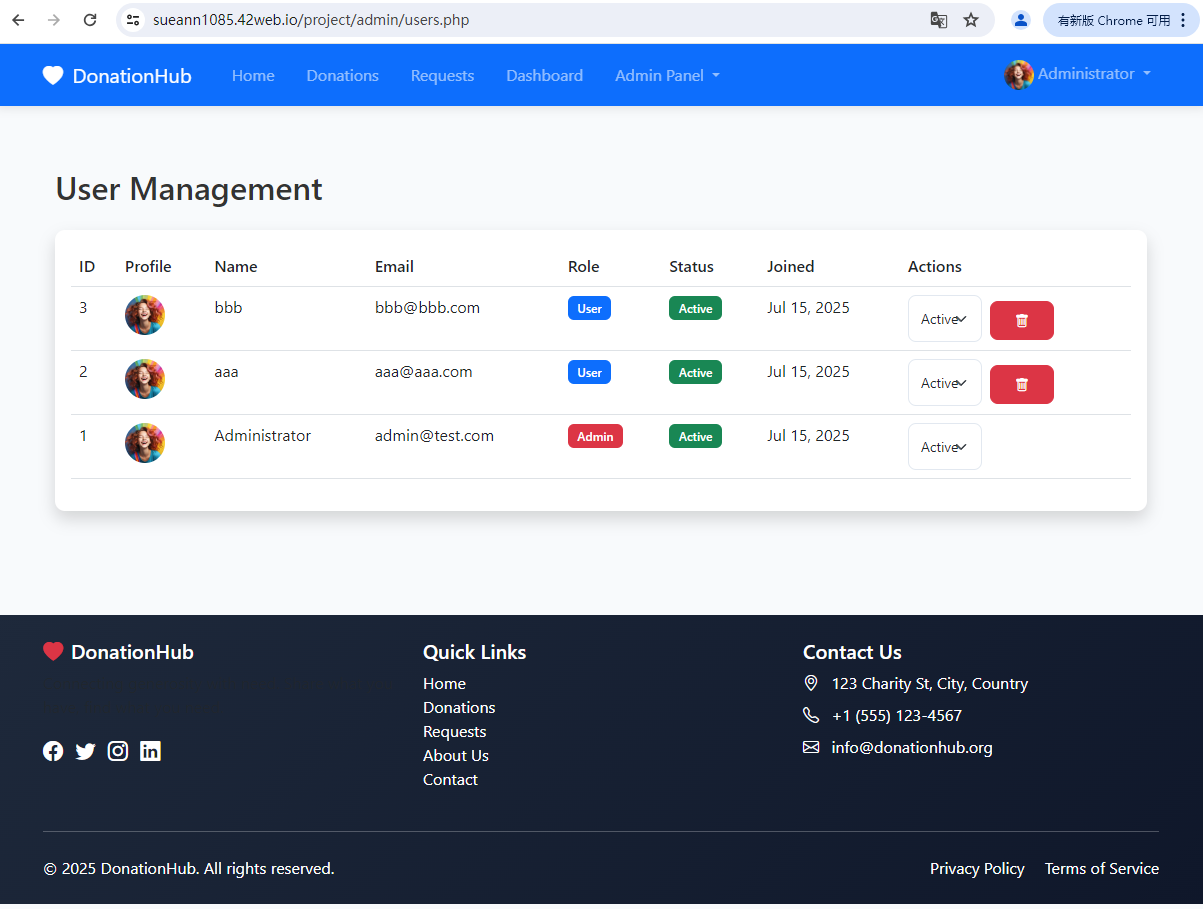 sueann1085.42web.io/project/admin/users.php
有新版 Chrome 可用
DonationHub Home Donations Requests Dashboard Admin Panel Administrator
User Management
ID Profile Name Email Role Status Joined Actions
3 bbb bbb@bbb.com User Active Jul 15, 2025 Active
2 aaa aaa@aaa.com User Active Jul 15, 2025 Active
1 Administrator admin@test.com Admin Active Jul 15, 2025 Active
DonationHub
Quick Links
Home
Donations
Requests
About Us
Contact
Contact Us
123 Charity St, City, Country
+1 (555) 123-4567
info@donationhub.org
© 2025 DonationHub. All rights reserved.
Privacy Policy Terms of Service